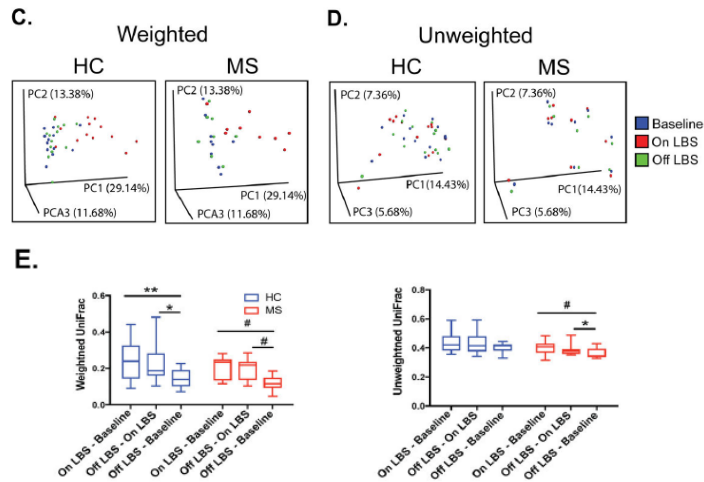 C.
Weighted
HC
MS
PC2 (13.38%)
PC1 (29.14%)
PCA3 (11.68%)
PC2 (13.38%)
PC1 (29.14%)
PCA3 (11.68%)
D.
Unweighted
HC
MS
PC2 (7.36%)
PC1(14.43%)
PC3 (5.68%)
PC2 (7.36%)
PC1(14.43%)
PC3 (5.68%)
Baseline
On LBS
Off LBS
E.
Weightned UniFrac
0.6
0.4
0.2
0.0
**
*
HC
MS
#
#
On LBS - Baseline
Off LBS - On LBS
Off LBS - Baseline
On LBS - Baseline
Off LBS - On LBS
Off LBS - Baseline
Unweightned UniFrac
0.6
0.4
0.2
0.0
#
*
On LBS - Baseline
Off LBS - On LBS
Off LBS - Baseline
On LBS - Baseline
Off LBS - On LBS
Off LBS - Baseline